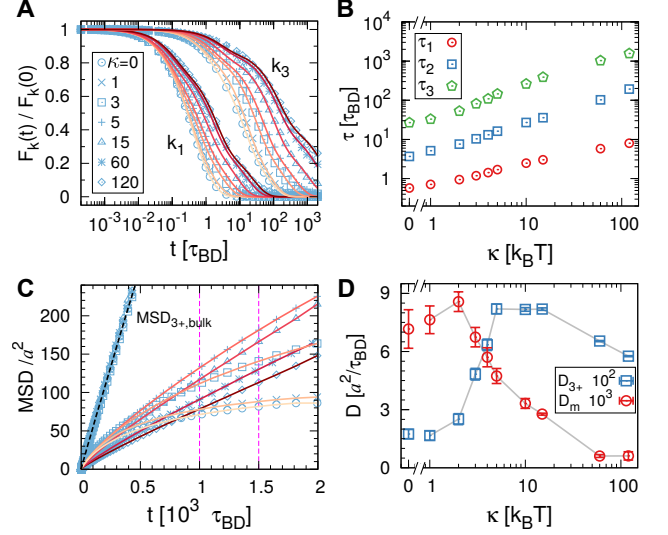 A
F_k(t) / F_k(0)
1
0.8
0.6
0.4
0.2
0
κ=0
1
3
5
15
60
120
k_1
k_3
10^-3 10^-2 10^-1 1 10^1 10^2 10^3
t [τ_BD]
B
τ [τ_BD]
10^4
10^3
10^2
10^1
1
τ_1
τ_2
τ_3
0 1 10 100
κ [k_BT]
C
MSD /a^2
250
200
150
100
50
0
MSD_3+,bulk
0 0.5 1 1.5 2
t [10^3 τ_BD]
D
D [a^2/τ_BD]
9
6
3
0
D_3+ 10^2
D_m 10^3
0 1 10 100
κ [k_BT]